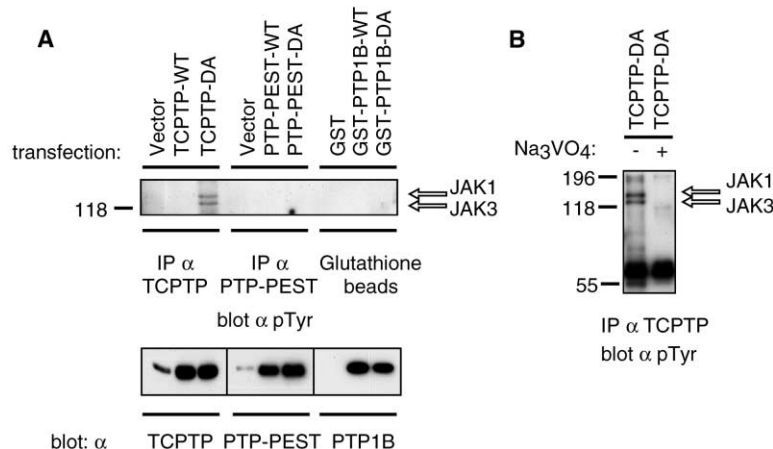 A
transfection:
Vector
TCPTP-WT
TCPTP-DA
Vector
PTP-PEST-WT
PTP-PEST-DA
GST
GST-PTP1B-WT
GST-PTP1B-DA
118
JAK1
JAK3
IP α TCPTP
IP α PTP-PEST
Glutathione beads
blot α pTyr
blot: α
TCPTP
PTP-PEST
PTP1B
B
TCPTP-DA
TCPTP-DA
Na3VO4: - +
196
118
55
JAK1
JAK3
IP α TCPTP
blot α pTyr